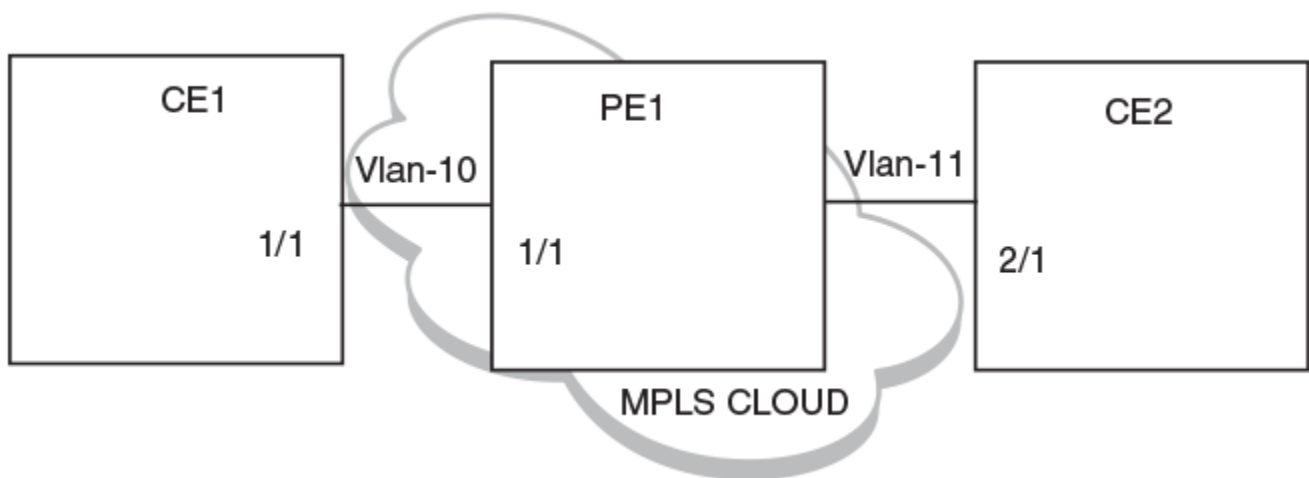 CE1
PE1
CE2
Vlan-10
Vlan-11
1/1
1/1
2/1
MPLS CLOUD